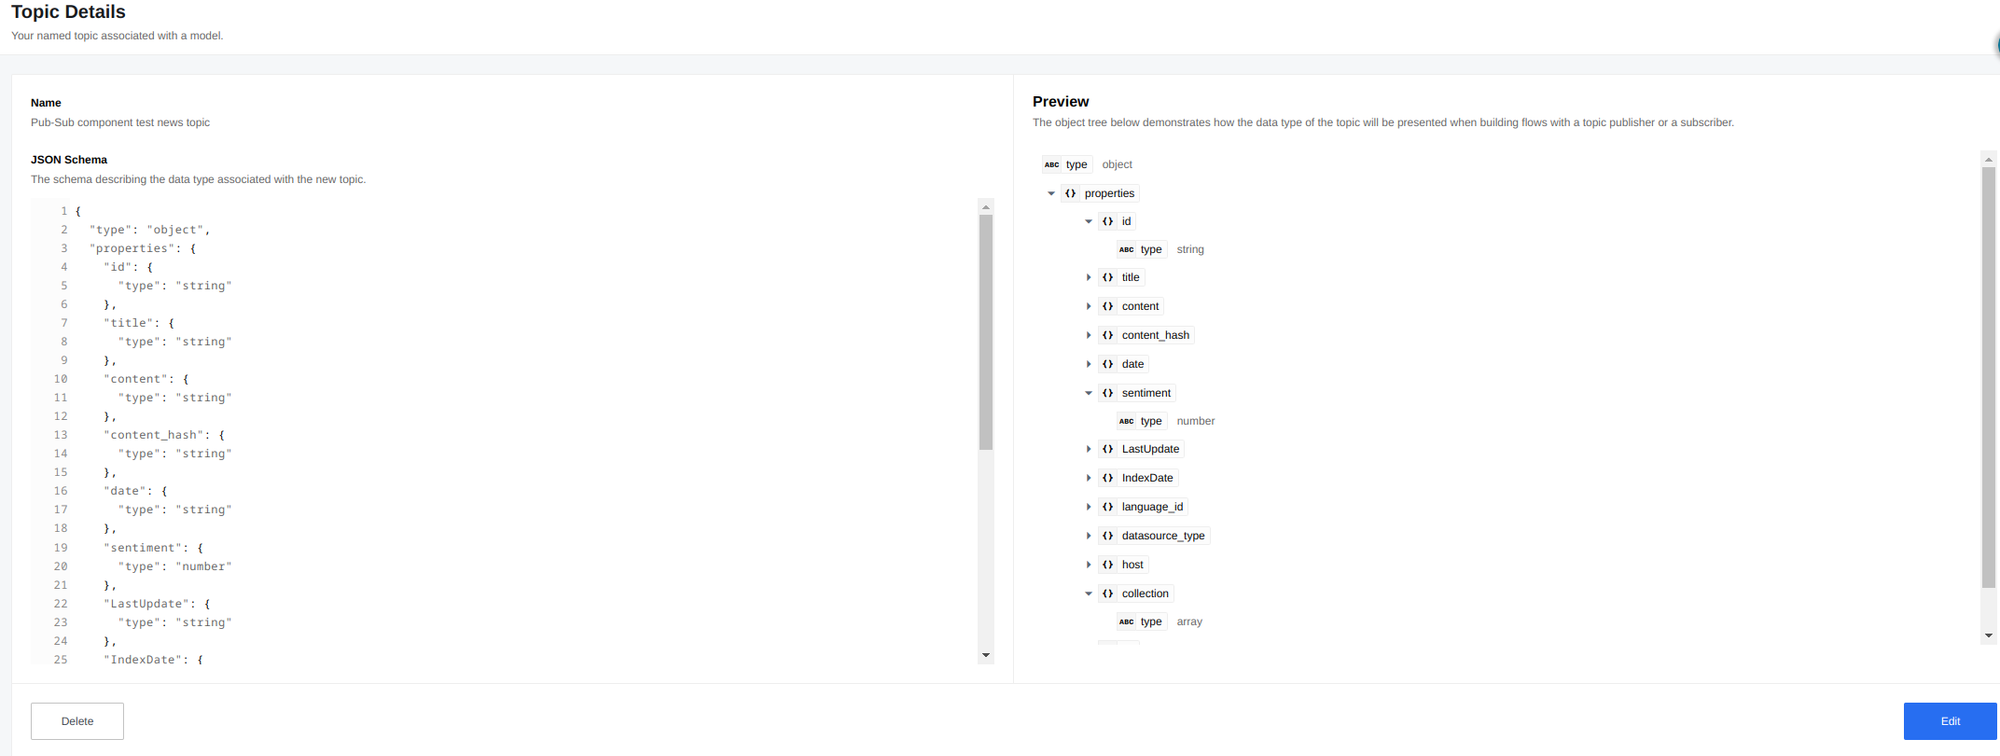 Topic Details
Your named topic associated with a model.
Name
Pub-Sub component test news topic
JSON Schema
The schema describing the data type associated with the new topic.
1 {
2 "type": "object",
3 "properties": {
4 "id": {
5 "type": "string"
6 },
7 "title": {
8 "type": "string"
9 },
10 "content": {
11 "type": "string"
12 },
13 "content_hash": {
14 "type": "string"
15 },
16 "date": {
17 "type": "string"
18 },
19 "sentiment": {
20 "type": "number"
21 },
22 "LastUpdate": {
23 "type": "string"
24 },
25 "IndexDate": {
Preview
The object tree below demonstrates how the data type of the topic will be presented when building flows with a topic publisher or a subscriber.
ABC type object
{} properties
{} id
ABC type string
{} title
{} content
{} content_hash
{} date
{} sentiment
ABC type number
{} LastUpdate
{} IndexDate
{} language_id
{} datasource_type
{} host
{} collection
ABC type array
Delete
Edit